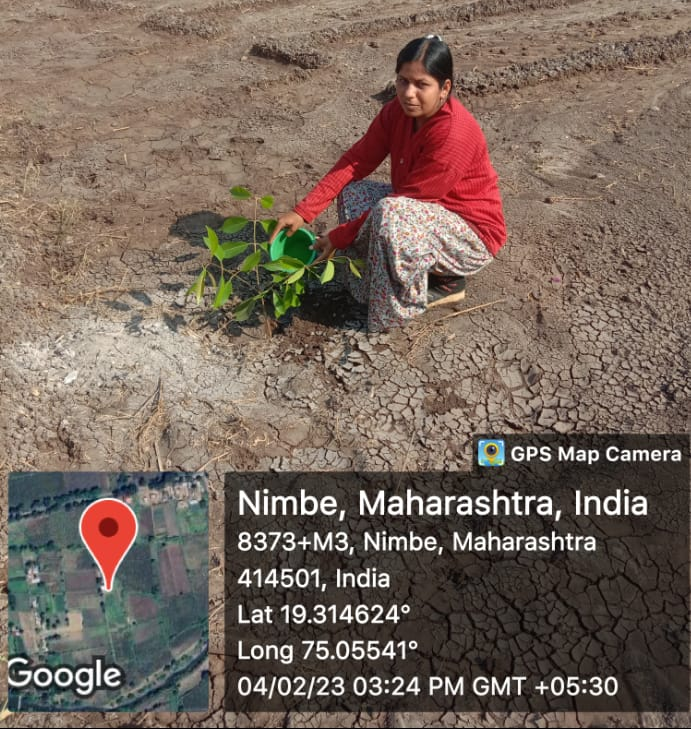 GPS Map Camera
Nimbe, Maharashtra, India
8373+M3, Nimbe, Maharashtra
414501, India
Lat 19.314624°
Long 75.05541°
04/02/23 03:24 PM GMT +05:30
Google